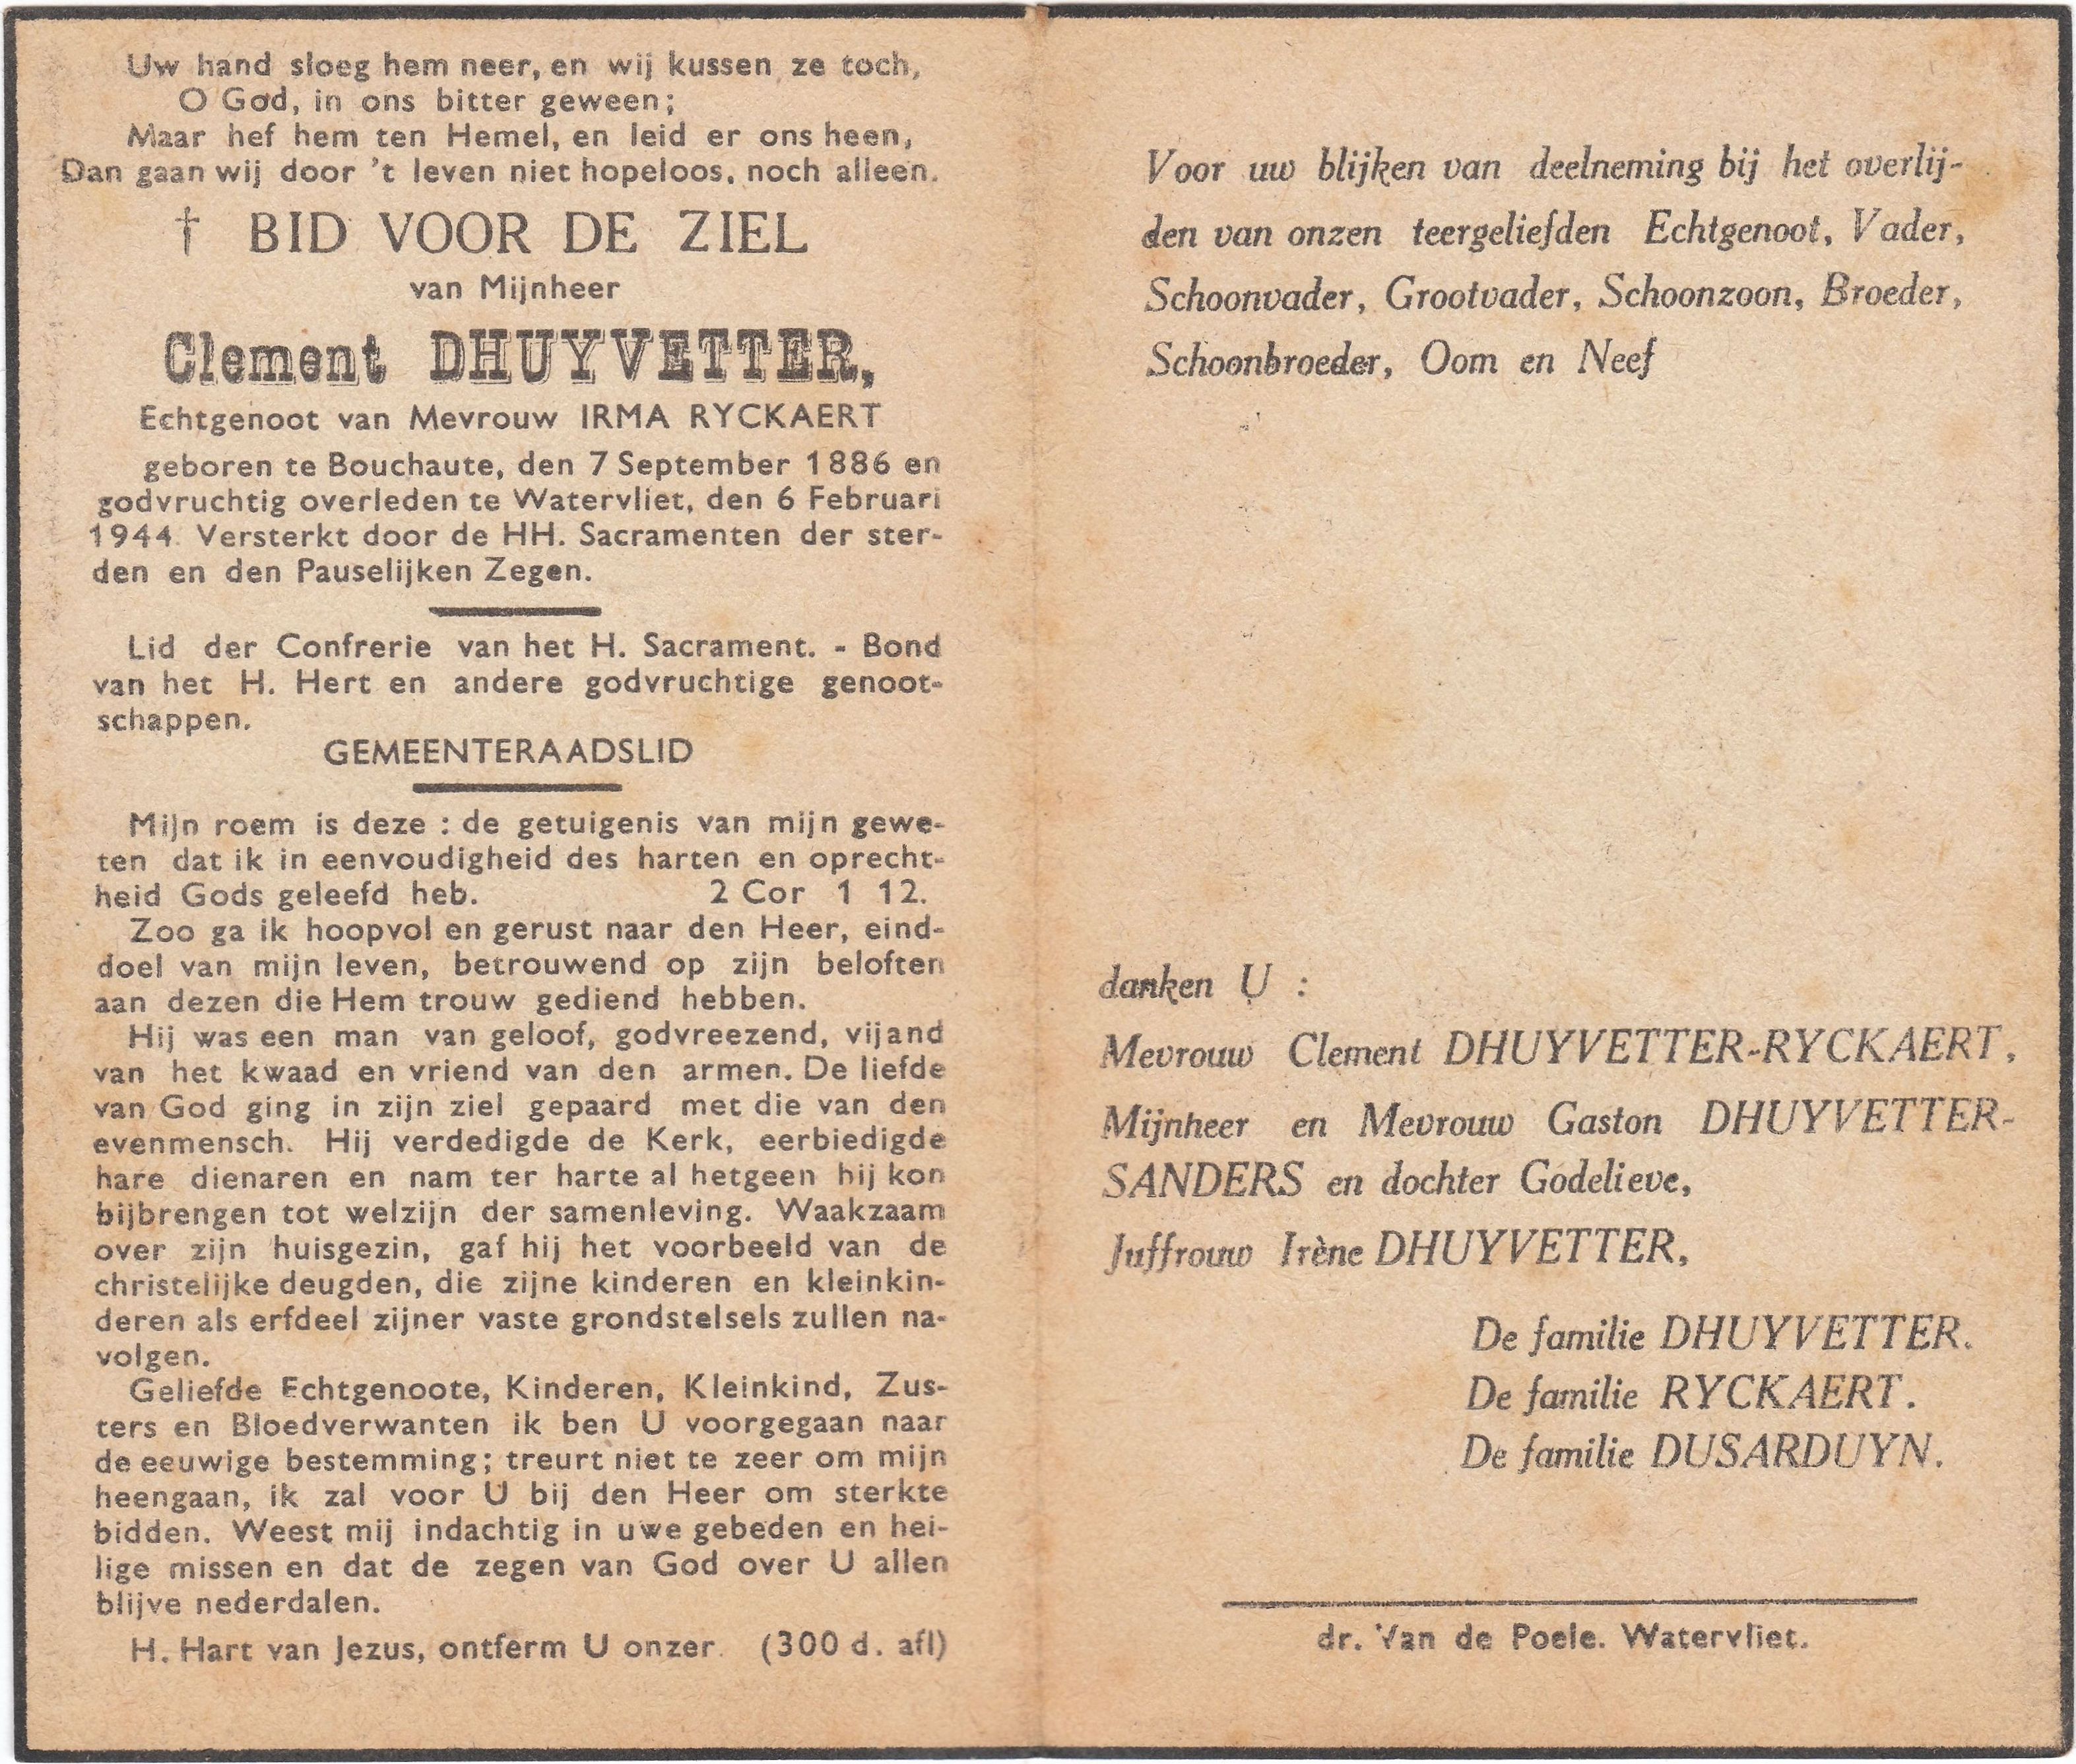 Uw hand sloeg hem neer, en wij kussen ze toch,
O God, in ons bitter geween;
Maar hef hem ten Hemel, en leid er ons heen,
Dan gaan wij door 't leven niet hopeloos, noch alleen.
† BID VOOR DE ZIEL
van Mijnheer
Clement DHUYVETTER,
Echtgenoot van Mevrouw IRMA RYCKAERT
geboren te Bouchaute, den 7 September 1886 en
godvruchtig overleden te Watervliet, den 6 Februari
1944. Versterkt door de HH. Sacramenten der ster-
den en den Pauselijken Zegen.
Lid der Confrerie van het H. Sacrament. - Bond
van het H. Hert en andere godvruchtige genoot-
schappen.
GEMEENTERAADSLID
Mijn roem is deze : de getuigenis van mijn gewe-
ten dat ik in eenvoudigheid des harten en oprecht-
heid Gods geleefd heb. 2 Cor 1 12.
Zoo ga ik hoopvol en gerust naar den Heer, eind-
doel van mijn leven, betrouwend op zijn beloften
aan dezen die Hem trouw gediend hebben.
Hij was een man van geloof, godvreezend, vijand
van het kwaad en vriend van den armen. De liefde
van God ging in zijn ziel gepaard met die van den
evenmensch. Hij verdedigde de Kerk, eerbiedigde
hare dienaren en nam ter harte al hetgeen hij kon
bijbrengen tot welzijn der samenleving. Waakzaam
over zijn huisgezin, gaf hij het voorbeeld van de
christelijke deugden, die zijne kinderen en kleinkin-
deren als erfdeel zijner vaste grondstelsels zullen na-
volgen.
Geliefde Echtgenoote, Kinderen, Kleinkind, Zus-
ters en Bloedverwanten ik ben U voorgegaan naar
de eeuwige bestemming; treurt niet te zeer om mijn
heengaan, ik zal voor U bij den Heer om sterkte
bidden. Weest mij indachtig in uwe gebeden en hei-
lige missen en dat de zegen van God over U allen
blijve nederdalen.
H. Hart van Jezus, ontferm U onzer. (300 d. afl)
Voor uw blijken van deelneming bij het overlij-
den van onzen teergeliefden Echtgenoot, Vader,
Schoonvader, Grootvader, Schoonzoon, Broeder,
Schoonbroeder, Oom en Neef
danken U :
Mevrouw Clement DHUYVETTER-RYCKAERT,
Mijnheer en Mevrouw Gaston DHUYVETTER-
SANDERS en dochter Godelieve,
Juffrouw Irène DHUYVETTER,
De familie DHUYVETTER.
De familie RYCKAERT.
De familie DUSARDUYN.
dr. Van de Poele. Watervliet.